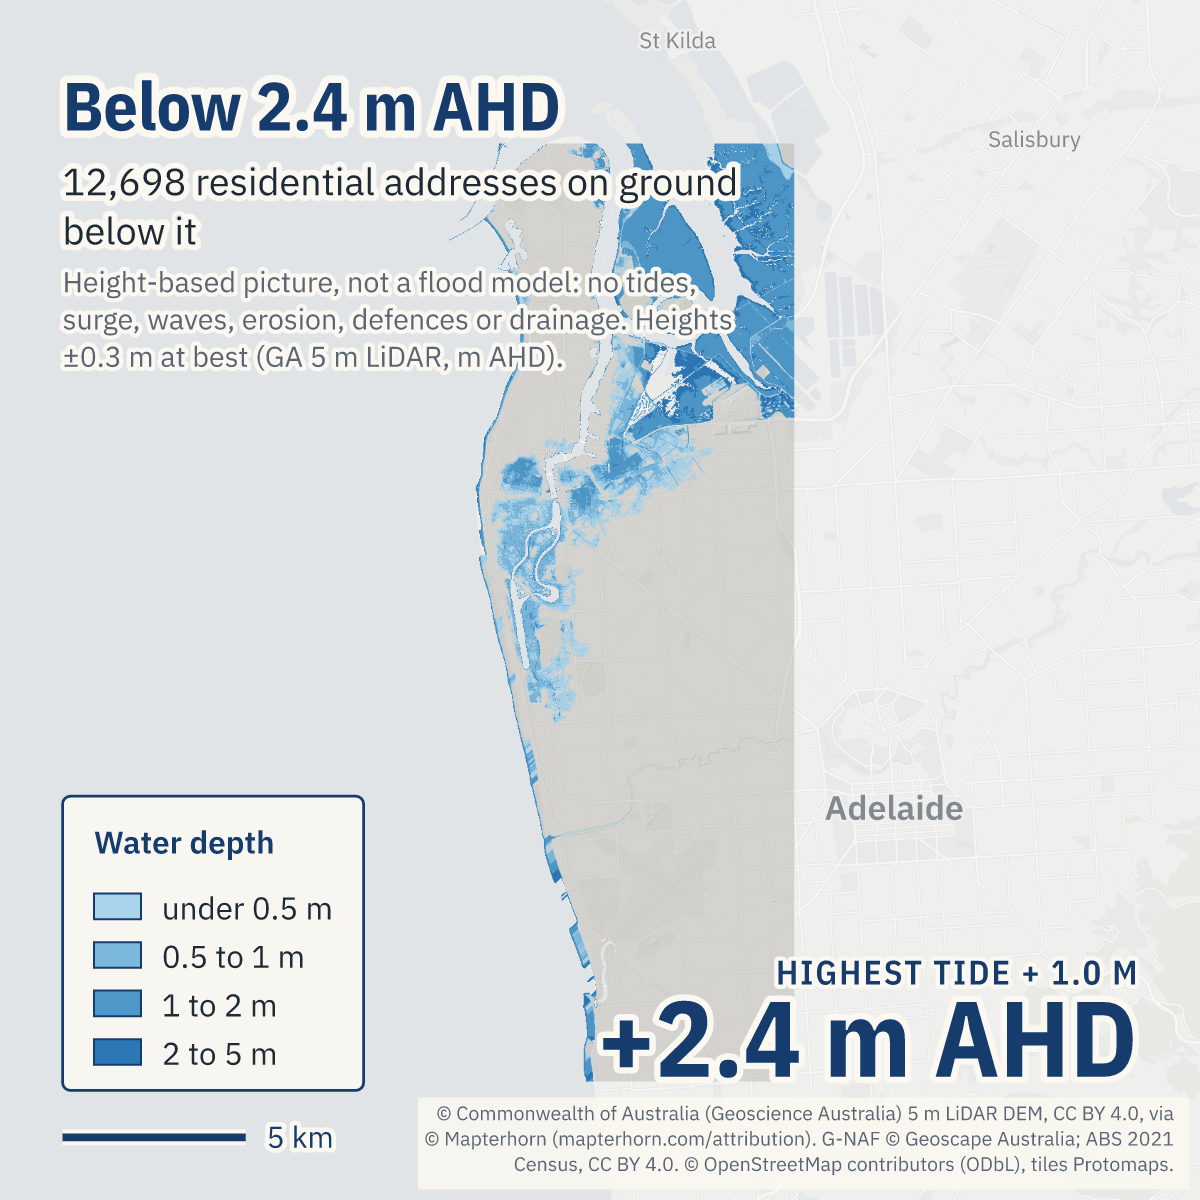 St Kilda
Below 2.4 m AHD
Salisbury
12,698 residential addresses on ground
below it
Height-based picture, not a flood model: no tides,
surge, waves, erosion, defences or drainage. Heights
±0.3 m at best (GA 5 m LiDAR, m AHD).
Adelaide
Water depth
under 0.5 m
0.5 to 1 m
1 to 2 m
2 to 5 m
5 km
HIGHEST TIDE + 1.0 M
+2.4 m AHD
© Commonwealth of Australia (Geoscience Australia) 5 m LiDAR DEM, CC BY 4.0, via
© Mapterhorn (mapterhorn.com/attribution). G-NAF © Geoscape Australia; ABS 2021
Census, CC BY 4.0. © OpenStreetMap contributors (ODbL), tiles Protomaps.